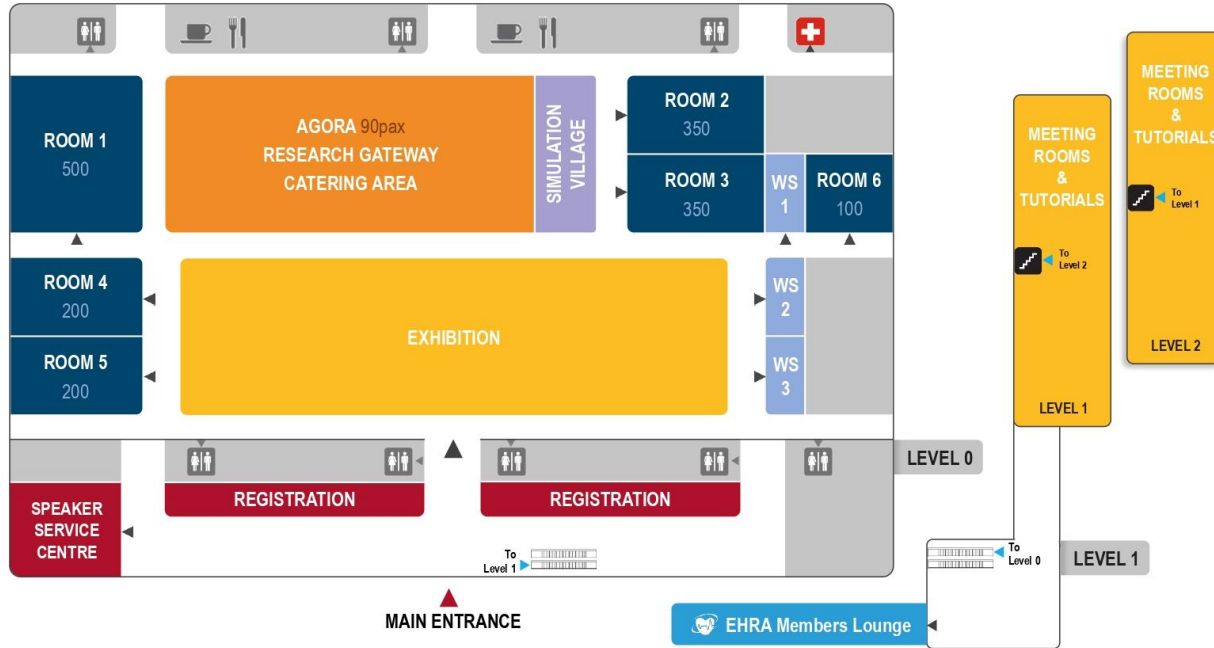 ROOM 1
500
AGORA 90pax
RESEARCH GATEWAY
CATERING AREA
SIMULATION
VILLAGE
ROOM 2
350
ROOM 3
350
WS
1
ROOM 6
100
ROOM 4
200
ROOM 5
200
EXHIBITION
WS
2
WS
3
LEVEL 0
REGISTRATION
REGISTRATION
SPEAKER
SERVICE
CENTRE
To
Level 1
MAIN ENTRANCE
MEETING
ROOMS
&
TUTORIALS
To
Level 2
LEVEL 1
MEETING
ROOMS
&
TUTORIALS
To
Level 1
LEVEL 2
To
Level 0
LEVEL 1
EHRA Members Lounge